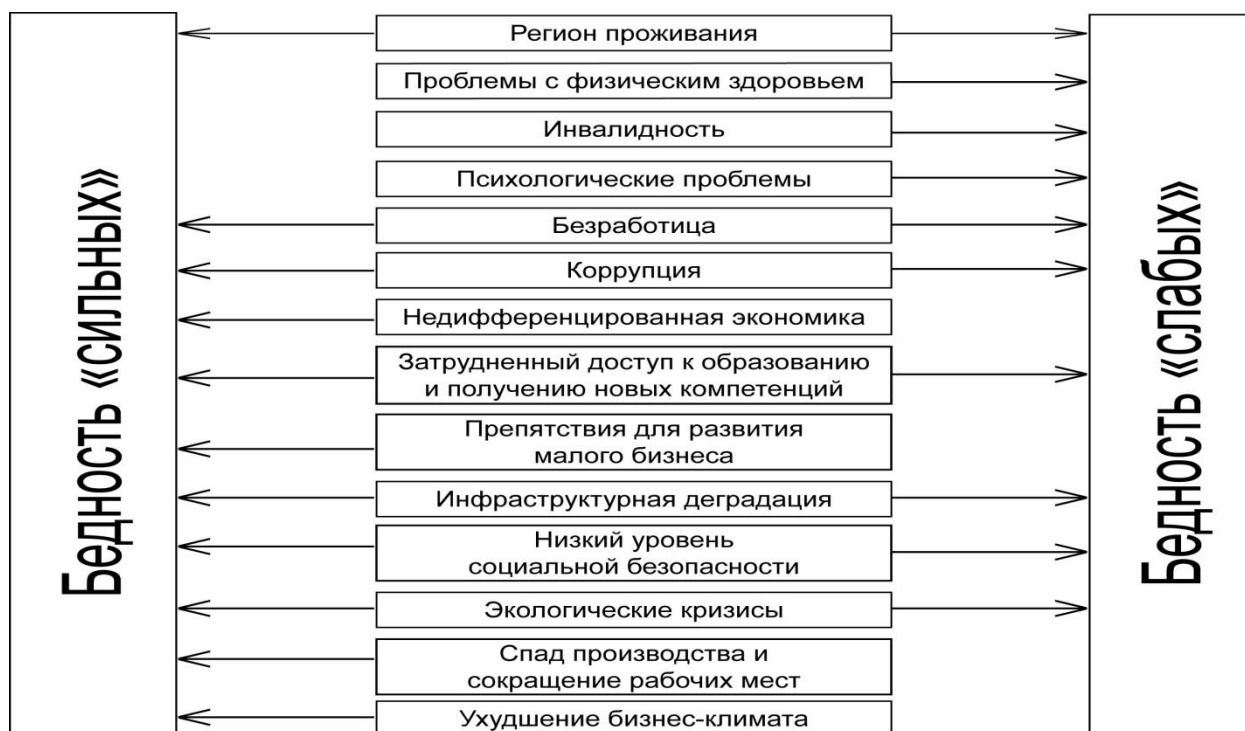 Бедность «сильных»
Регион проживания
Проблемы с физическим здоровьем
Инвалидность
Психологические проблемы
Безработица
Коррупция
Недифференцированная экономика
Затрудненный доступ к образованию
и получению новых компетенций
Препятствия для развития
малого бизнеса
Инфраструктурная деградация
Низкий уровень
социальной безопасности
Экологические кризисы
Спад производства и
сокращение рабочих мест
Ухудшение бизнес-климата
Бедность «слабых»